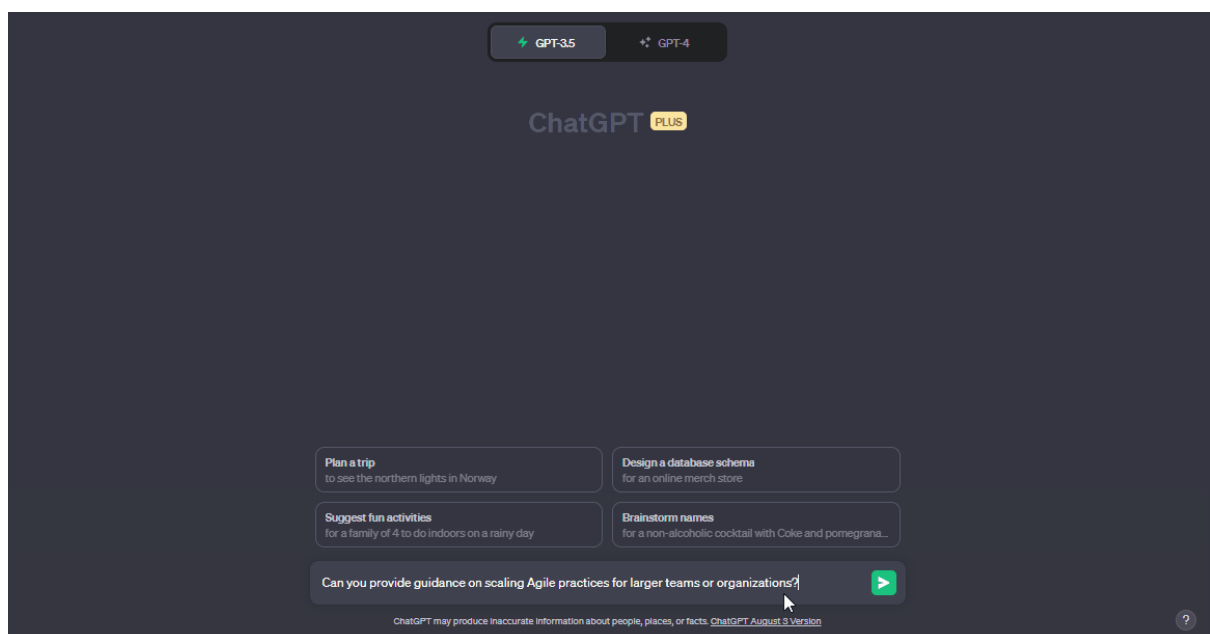 GPT-3.5 GPT-4
ChatGPT PLUS
Plan a trip
to see the northern lights in Norway
Design a database schema
for an online merch store
Suggest fun activities
for a family of 4 to do indoors on a rainy day
Brainstorm names
for a non-alcoholic cocktail with Coke and pomegrana...
Can you provide guidance on scaling Agile practices for larger teams or organizations?
ChatGPT may produce inaccurate information about people, places, or facts. ChatGPT August 3 Version
?